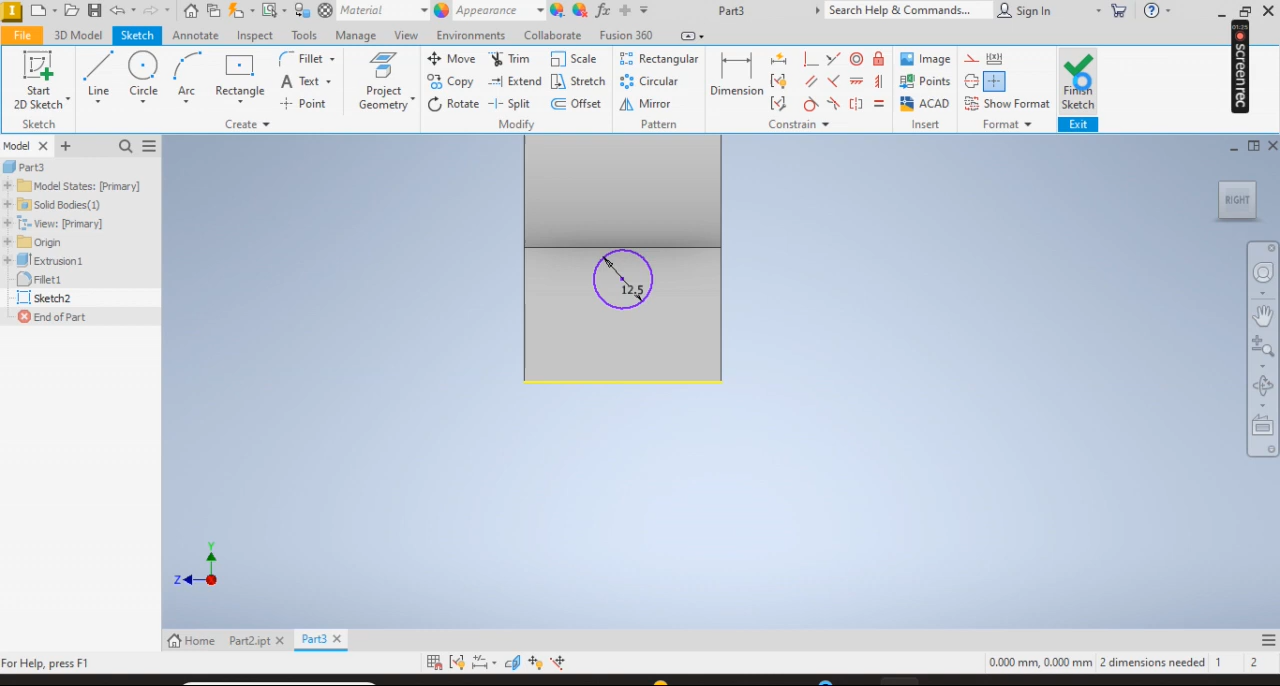 I Material Appearance fx Part3 Search Help & Commands... Sign In
File 3D Model Sketch Annotate Inspect Tools Manage View Environments Collaborate Fusion 360
Start
2D Sketch
Line
Circle
Arc
Rectangle
Fillet
A Text
Point
Project
Geometry
Move Trim Scale
Copy Extend Stretch
Rotate Split Offset
Rectangular
Circular
Mirror
Dimension
Image
Points
ACAD
Show Format
Finish
Sketch
Sketch Create Modify Pattern Constrain Insert Format Exit
screenrec
Model
Part3
Model States: [Primary]
Solid Bodies(1)
View: [Primary]
Origin
Extrusion1
Fillet1
Sketch2
End of Part
RIGHT
12.5
Y
Z
Home Part2.ipt Part3
For Help, press F1 0.000 mm, 0.000 mm 2 dimensions needed 1 2